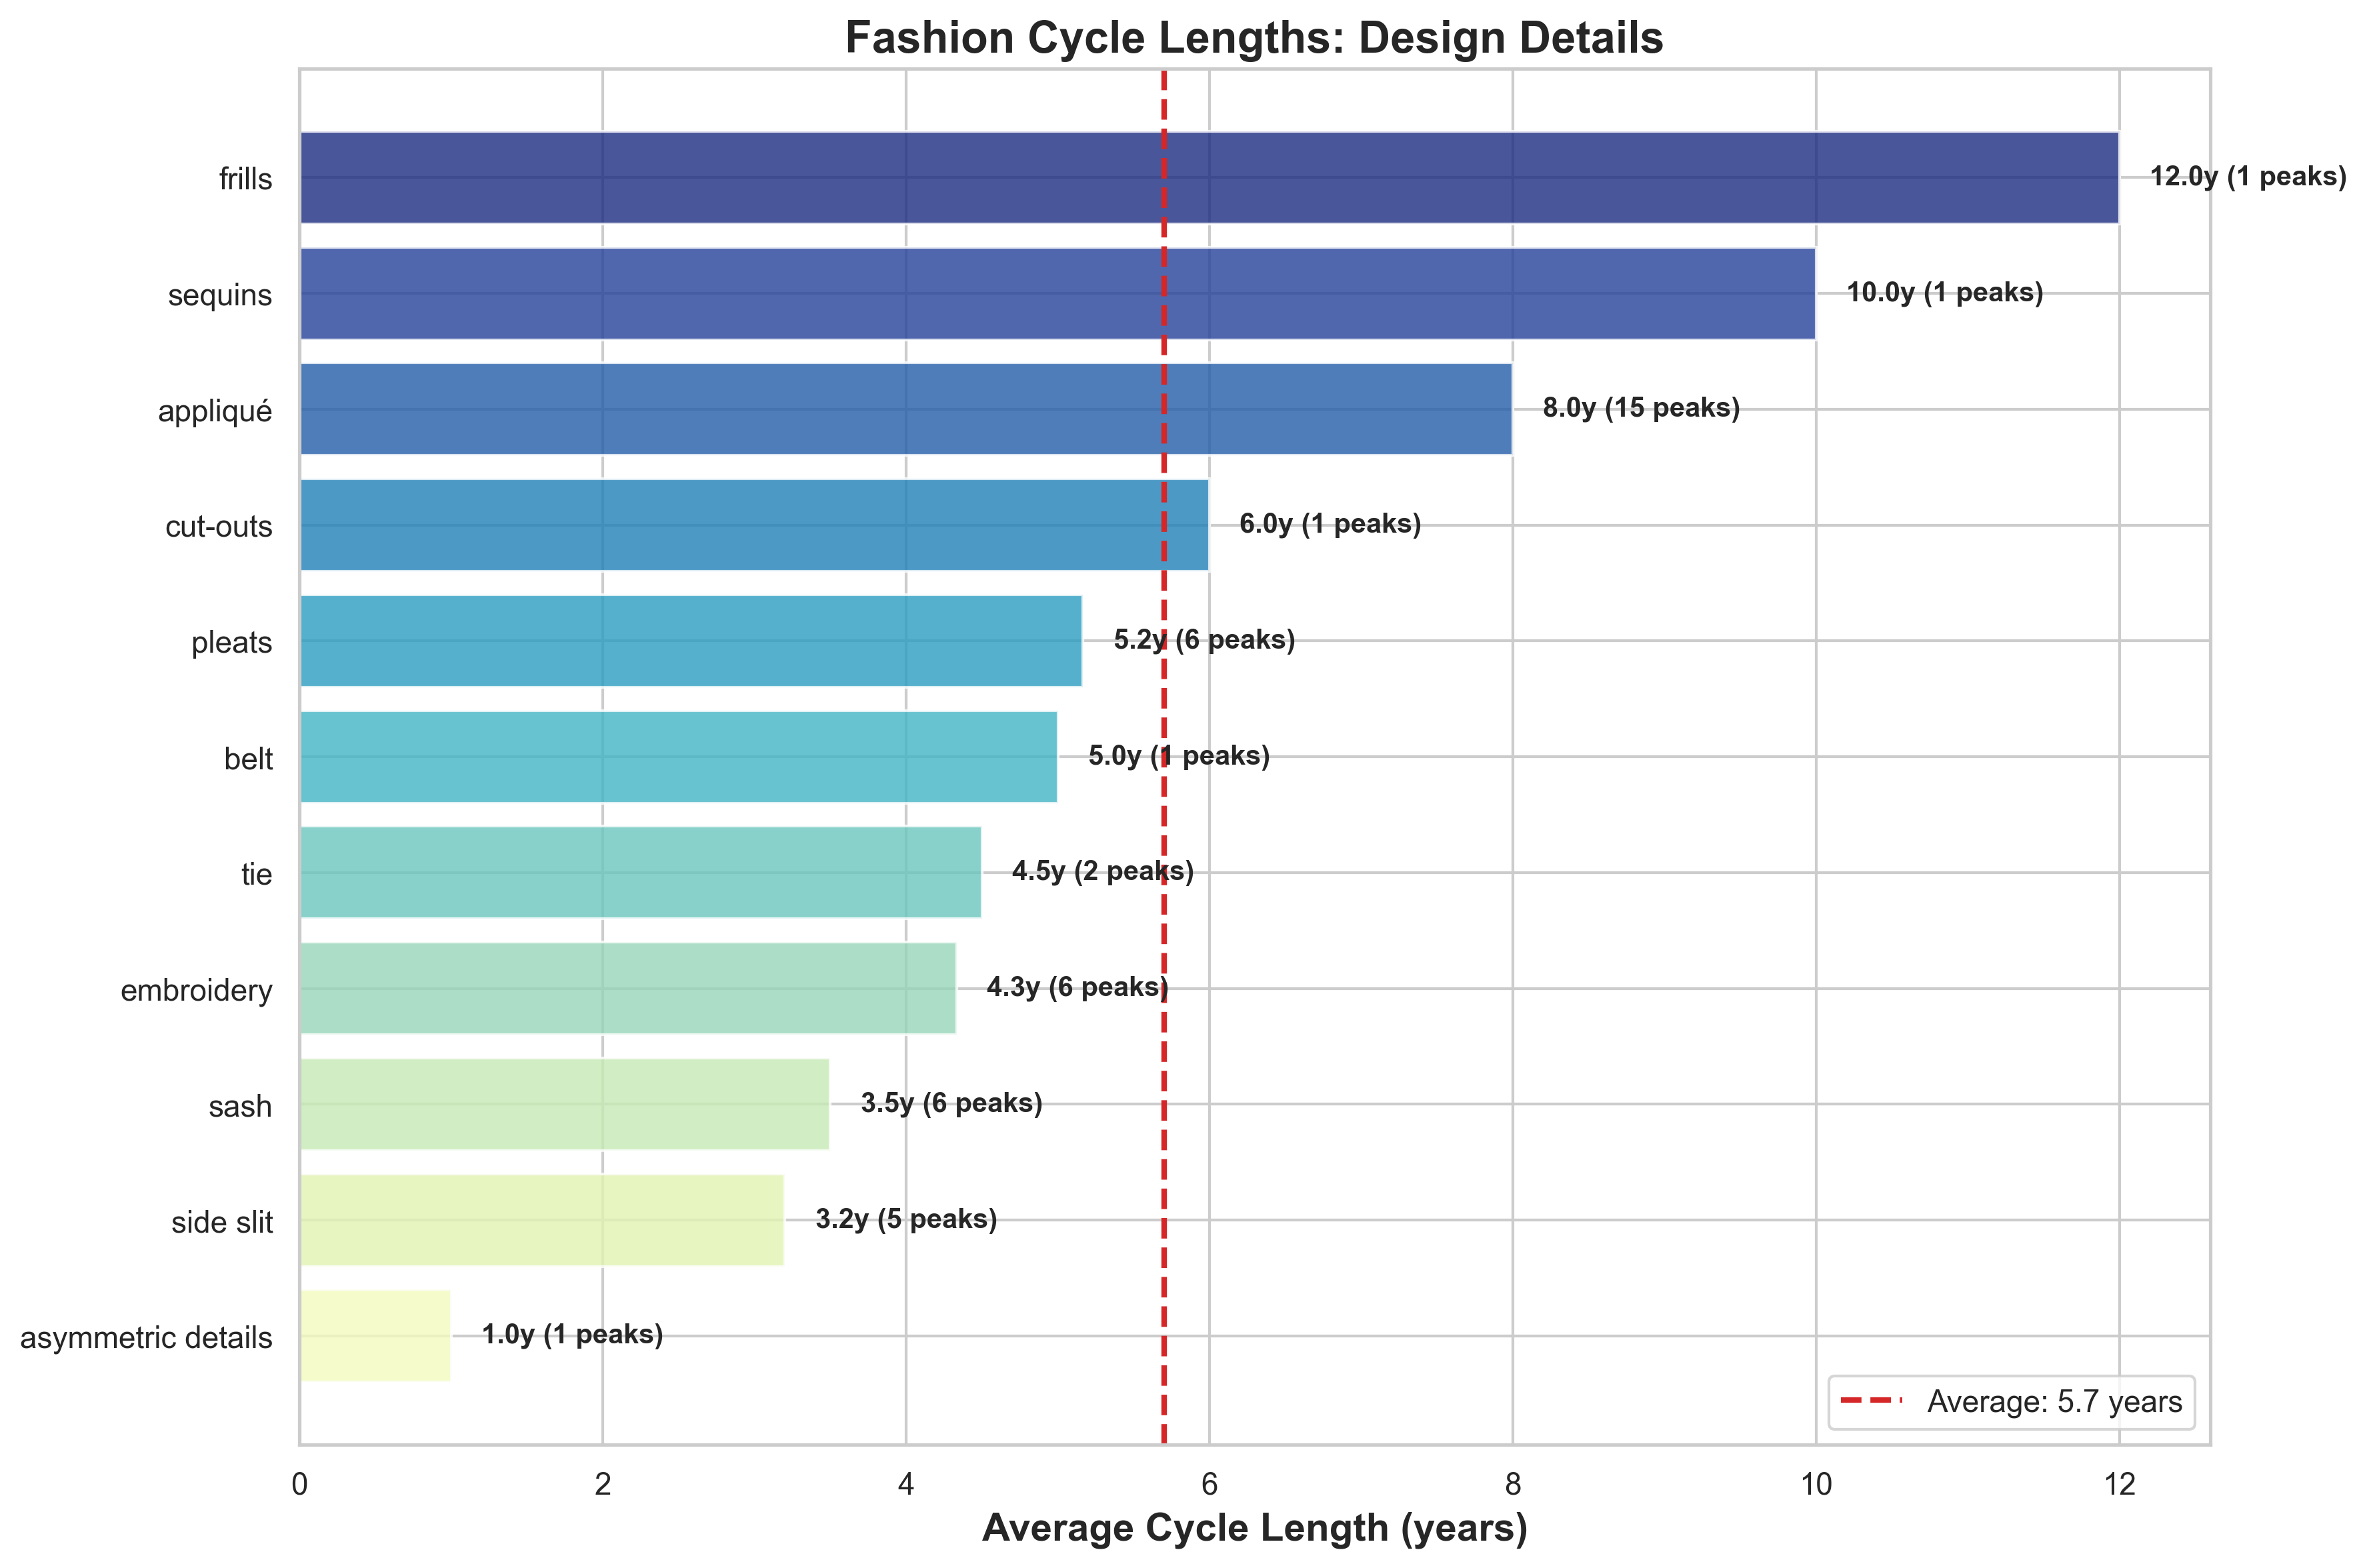 Fashion Cycle Lengths: Design Details
frills 12.0y (1 peaks)
sequins 10.0y (1 peaks)
appliqué 8.0y (15 peaks)
cut-outs 6.0y (1 peaks)
pleats 5.2y (6 peaks)
belt 5.0y (1 peaks)
tie 4.5y (2 peaks)
embroidery 4.3y (6 peaks)
sash 3.5y (6 peaks)
side slit 3.2y (5 peaks)
asymmetric details 1.0y (1 peaks)
Average: 5.7 years
0 2 4 6 8 10 12
Average Cycle Length (years)